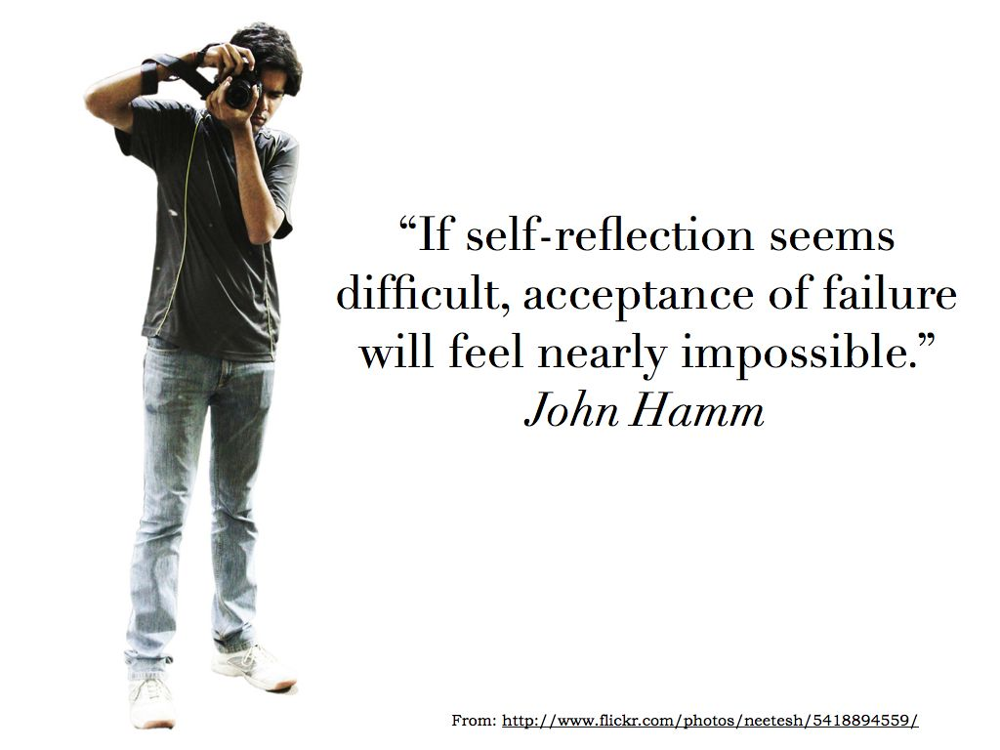 “If self-reflection seems
difficult, acceptance of failure
will feel nearly impossible.”
John Hamm
From: http://www.flickr.com/photos/neetesh/5418894559/